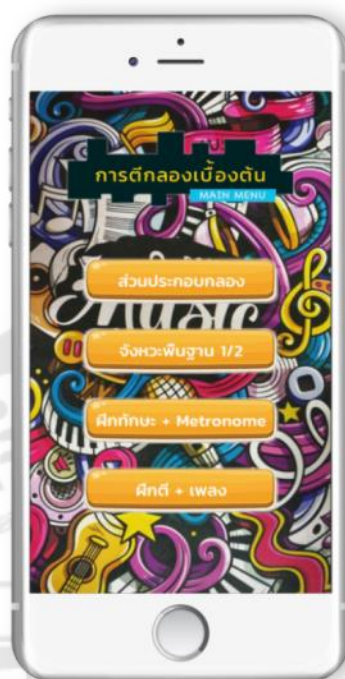 การตีกลองเบื้องต้น
MAIN MENU
ส่วนประกอบกลอง
Music
จังหวะพื้นฐาน 1/2
ฝึกทักษะ + Metronome
ฝึกตี + เพลง